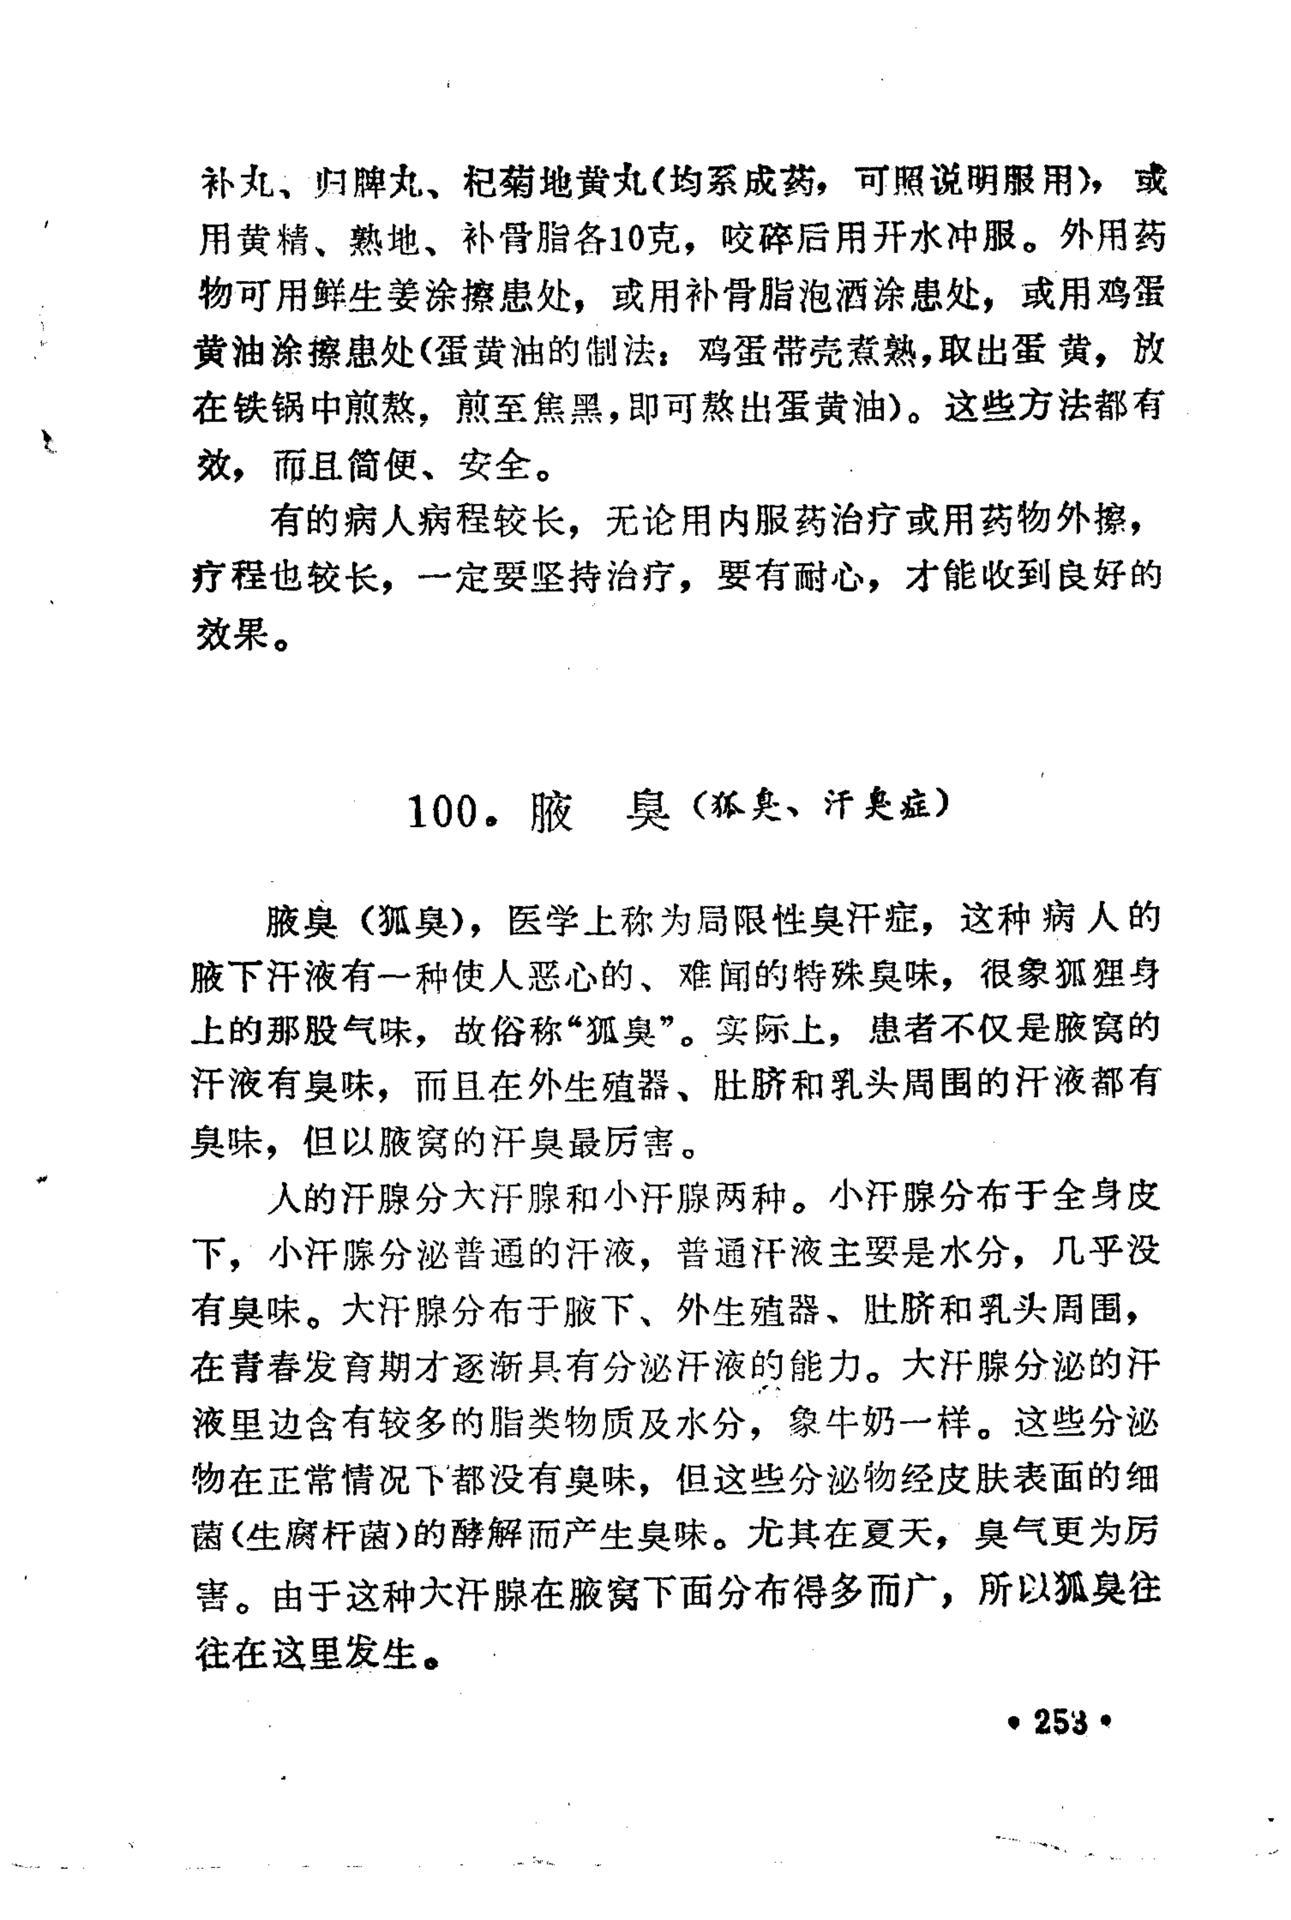 补丸、归脾丸、杞菊地黄丸(均系成药，可照说明服用)，或
用黄精、熟地、补骨脂各10克，咬碎后用开水冲服。外用药
物可用鲜生姜涂擦患处，或用补骨脂泡酒涂患处，或用鸡蛋
黄油涂擦患处(蛋黄油的制法：鸡蛋带壳煮熟，取出蛋黄，放
在铁锅中煎熬，煎至焦黑，即可熬出蛋黄油)。这些方法都有
效，而且简便、安全。
有的病人病程较长，无论用内服药治疗或用药物外擦，
疗程也较长，一定要坚持治疗，要有耐心，才能收到良好的
效果。
100．腋 臭（狐臭、汗臭症）
腋臭（狐臭），医学上称为局限性臭汗症，这种病人的
腋下汗液有一种使人恶心的、难闻的特殊臭味，很象狐狸身
上的那股气味，故俗称“狐臭”。实际上，患者不仅是腋窝的
汗液有臭味，而且在外生殖器、肚脐和乳头周围的汗液都有
臭味，但以腋窝的汗臭最厉害。
人的汗腺分大汗腺和小汗腺两种。小汗腺分布于全身皮
下，小汗腺分泌普通的汗液，普通汗液主要是水分，几乎没
有臭味。大汗腺分布于腋下、外生殖器、肚脐和乳头周围，
在青春发育期才逐渐具有分泌汗液的能力。大汗腺分泌的汗
液里边含有较多的脂类物质及水分，象牛奶一样。这些分泌
物在正常情况下都没有臭味，但这些分泌物经皮肤表面的细
菌(生腐杆菌)的酵解而产生臭味。尤其在夏天，臭气更为厉
害。由于这种大汗腺在腋窝下面分布得多而广，所以狐臭往
往在这里发生。
• 253 •